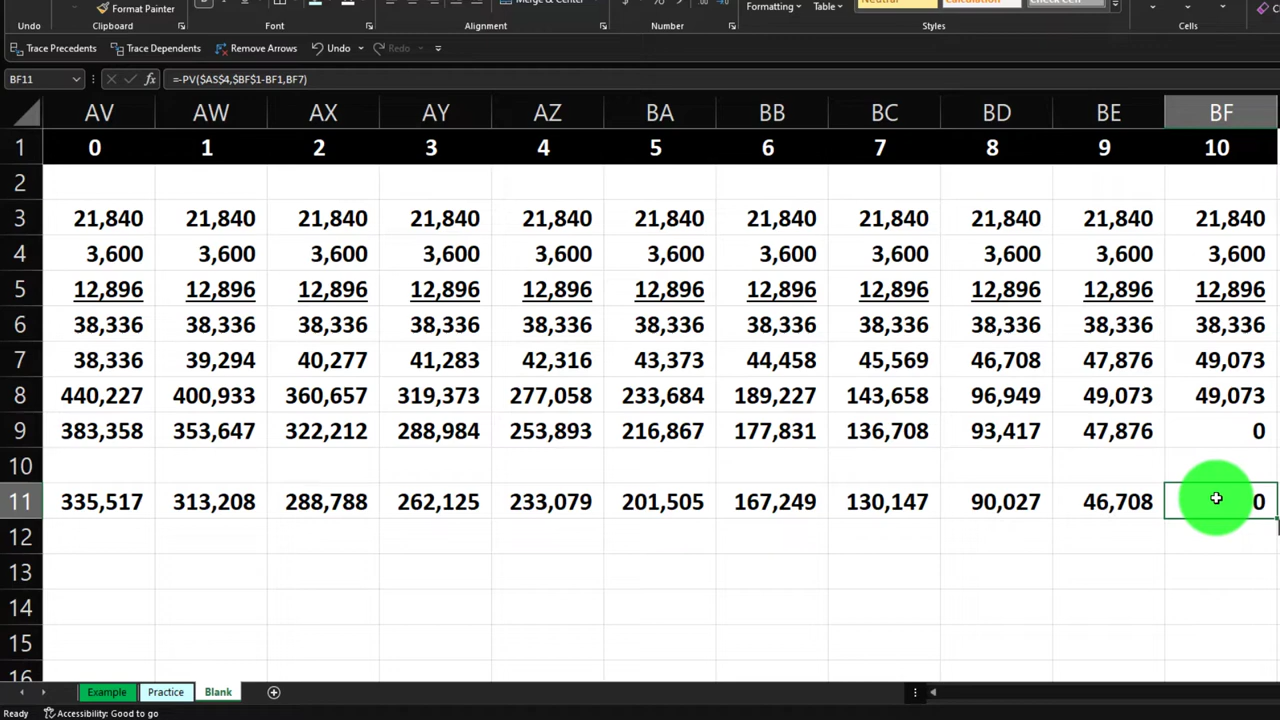 Format Painter
Merge & Center
$
%
Formatting
Table
Neutral
Calculation
Check Cell
Undo
Clipboard
Font
Alignment
Number
Styles
Cells
Trace Precedents
Trace Dependents
Remove Arrows
Undo
Redo
BF11
fx
=-PV($AS$4,$BF$1-BF1,BF7)
AV AW AX AY AZ BA BB BC BD BE BF
1 0 1 2 3 4 5 6 7 8 9 10
2
3 21,840 21,840 21,840 21,840 21,840 21,840 21,840 21,840 21,840 21,840 21,840
4 3,600 3,600 3,600 3,600 3,600 3,600 3,600 3,600 3,600 3,600 3,600
5 12,896 12,896 12,896 12,896 12,896 12,896 12,896 12,896 12,896 12,896 12,896
6 38,336 38,336 38,336 38,336 38,336 38,336 38,336 38,336 38,336 38,336 38,336
7 38,336 39,294 40,277 41,283 42,316 43,373 44,458 45,569 46,708 47,876 49,073
8 440,227 400,933 360,657 319,373 277,058 233,684 189,227 143,658 96,949 49,073 49,073
9 383,358 353,647 322,212 288,984 253,893 216,867 177,831 136,708 93,417 47,876 0
10
11 335,517 313,208 288,788 262,125 233,079 201,505 167,249 130,147 90,027 46,708 0
12
13
14
15
16
Example Practice Blank
Ready Accessibility: Good to go